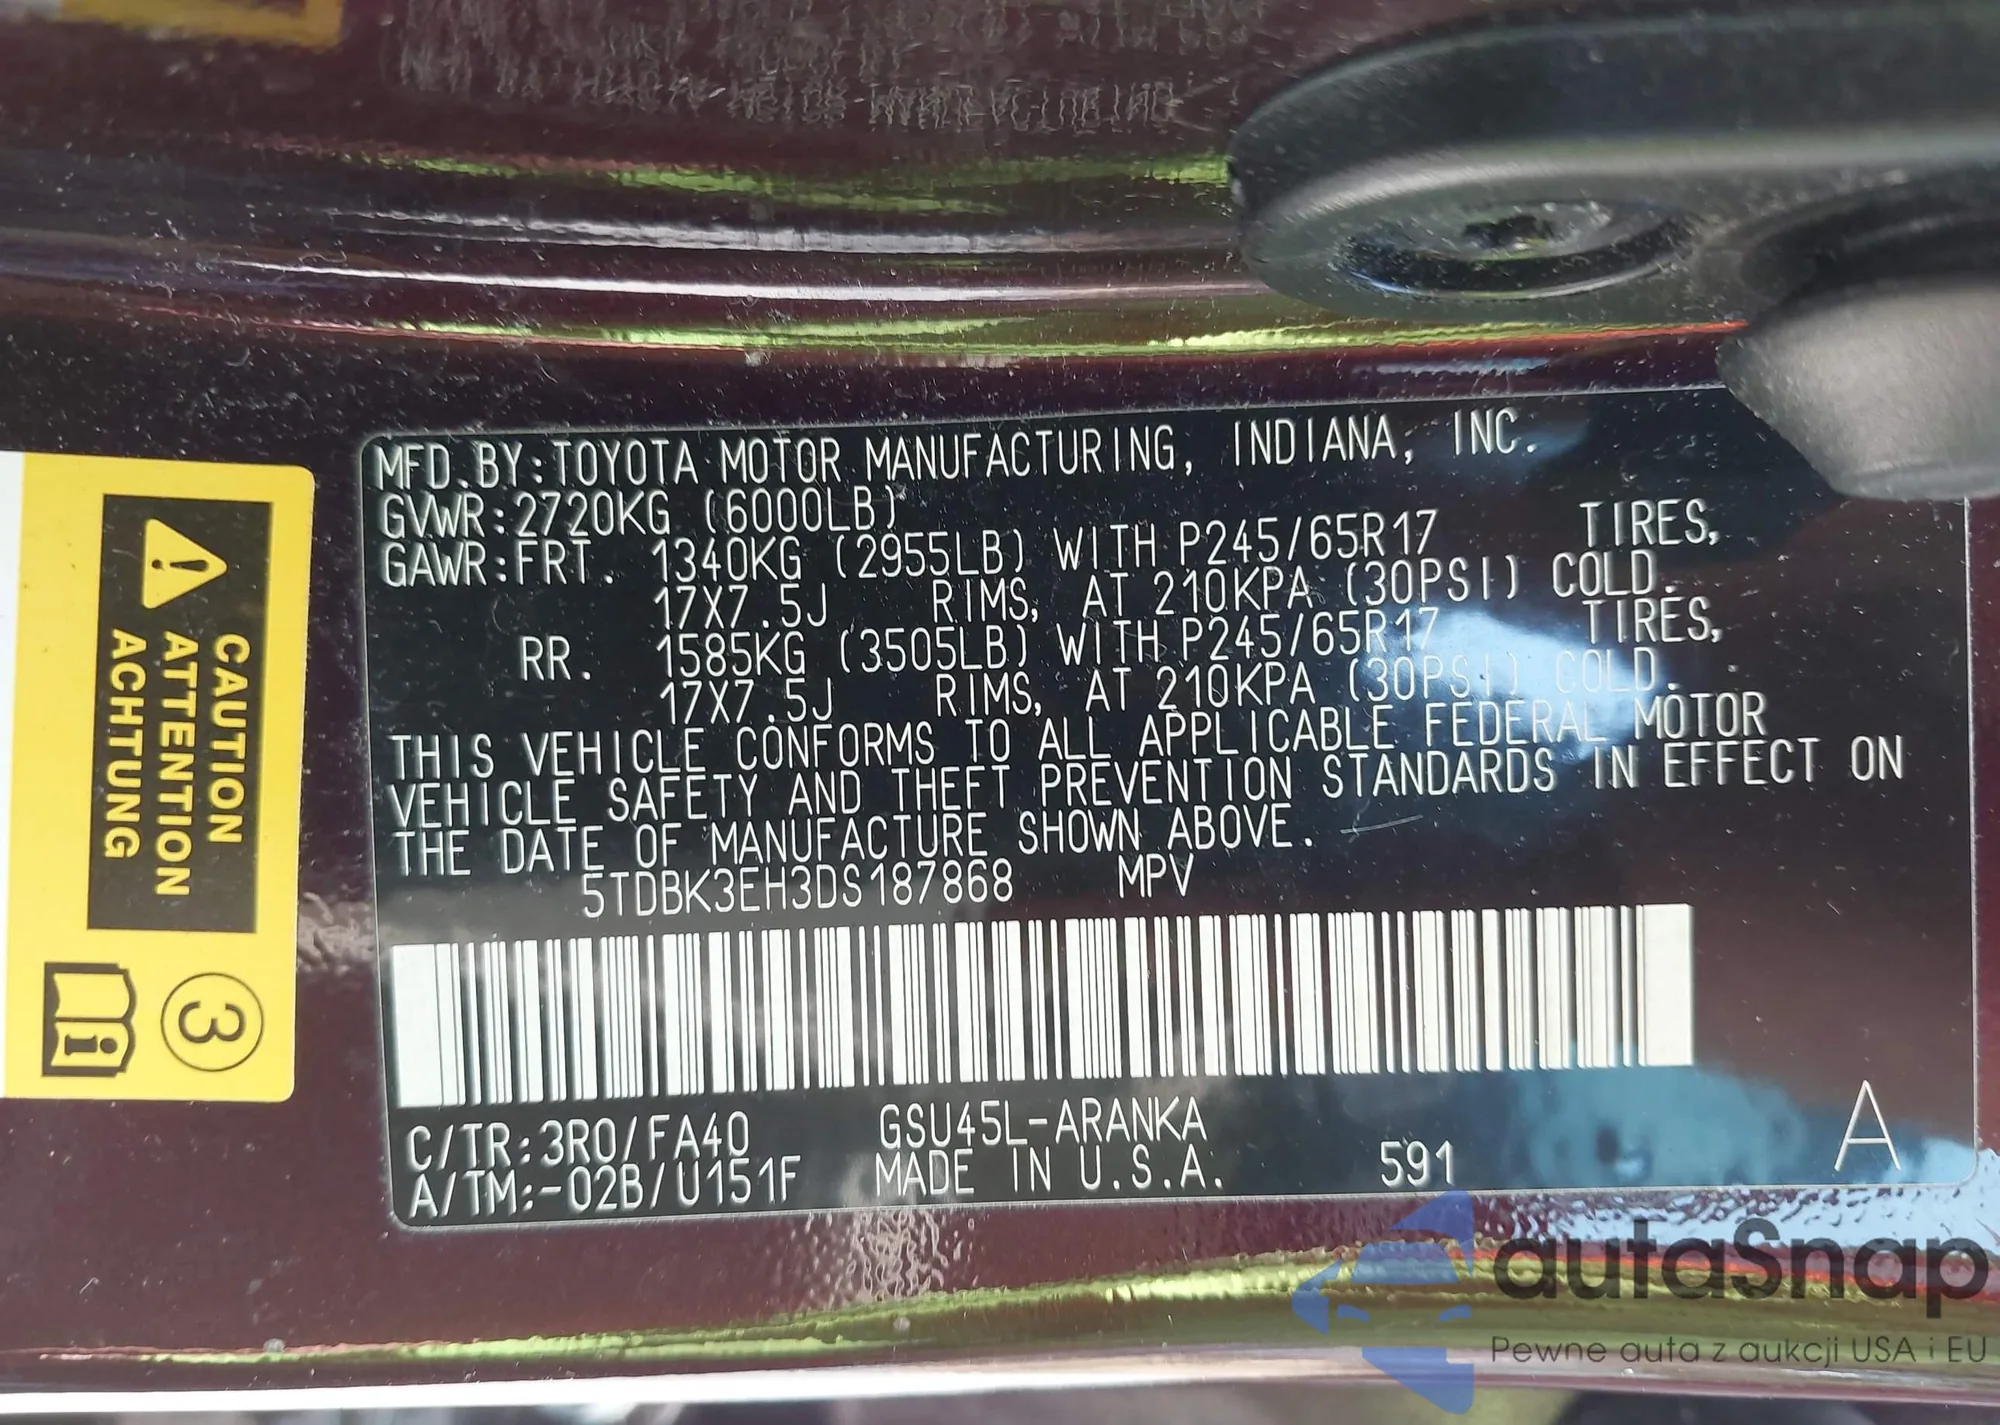 MFD.BY:TOYOTA MOTOR MANUFACTURING, INDIANA, INC.
GVWR:2720KG (6000LB)
GAWR:FRT. 1340KG (2955LB) WITH P245/65R17 TIRES,
17X7.5J RIMS, AT 210KPA (30PSI) COLD.
RR. 1585KG (3505LB) WITH P245/65R17 TIRES,
17X7.5J RIMS, AT 210KPA (30PSI) COLD.
THIS VEHICLE CONFORMS TO ALL APPLICABLE FEDERAL MOTOR
VEHICLE SAFETY AND THEFT PREVENTION STANDARDS IN EFFECT ON
THE DATE OF MANUFACTURE SHOWN ABOVE.
5TDBK3EH3DS187868 MPV
C/TR:3R0/FA40 GSU45L-ARANKA
A/TM:-02B/U151F MADE IN U.S.A. 591 A
CAUTION
ATTENTION
ACHTUNG
3
i
autaSnap
Pewne auta z aukcji USA i EU